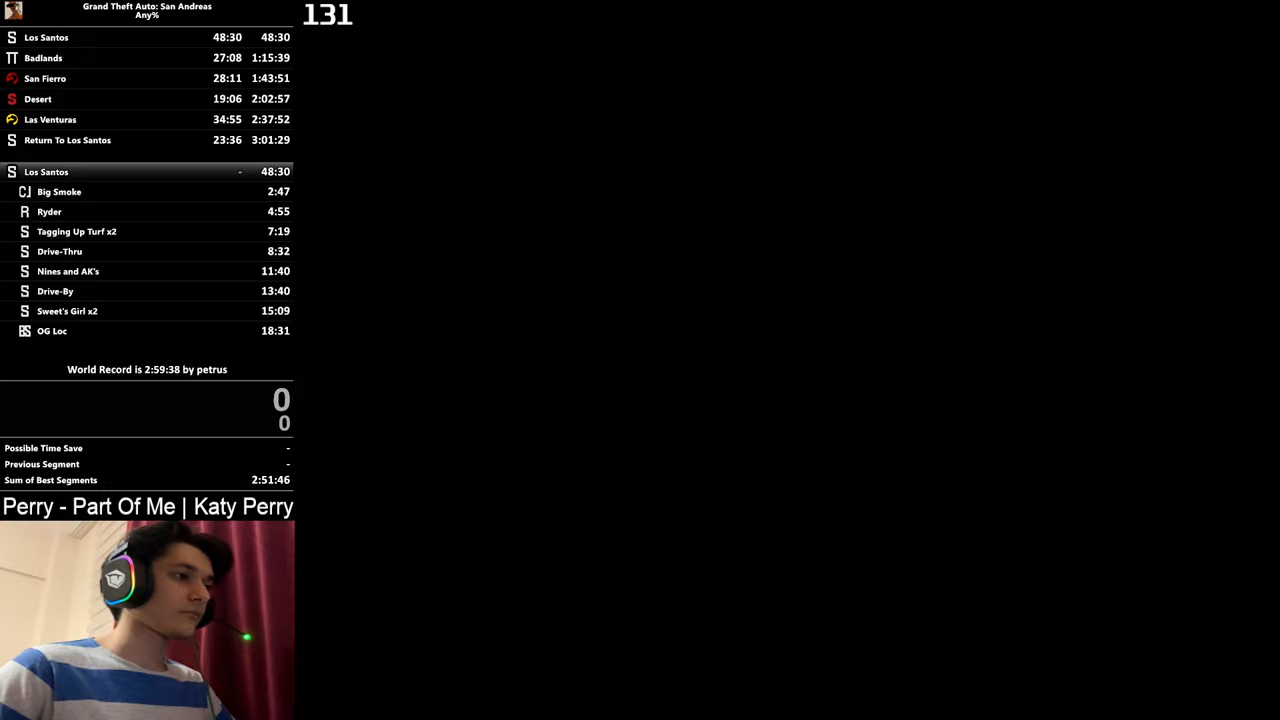 Grand Theft Auto: San Andreas
Any%
131
Los Santos 48:30 48:30
Badlands 27:08 1:15:39
San Fierro 28:11 1:43:51
Desert 19:06 2:02:57
Las Venturas 34:55 2:37:52
Return To Los Santos 23:36 3:01:29
S Los Santos - 48:30
CJ Big Smoke 2:47
R Ryder 4:55
S Tagging Up Turf x2 7:19
S Drive-Thru 8:32
S Nines and AK's 11:40
S Drive-By 13:40
S Sweet's Girl x2 15:09
BS OG Loc 18:31
World Record is 2:59:38 by petrus
0
0
Possible Time Save -
Previous Segment -
Sum of Best Segments 2:51:46
Perry - Part Of Me | Katy Perry